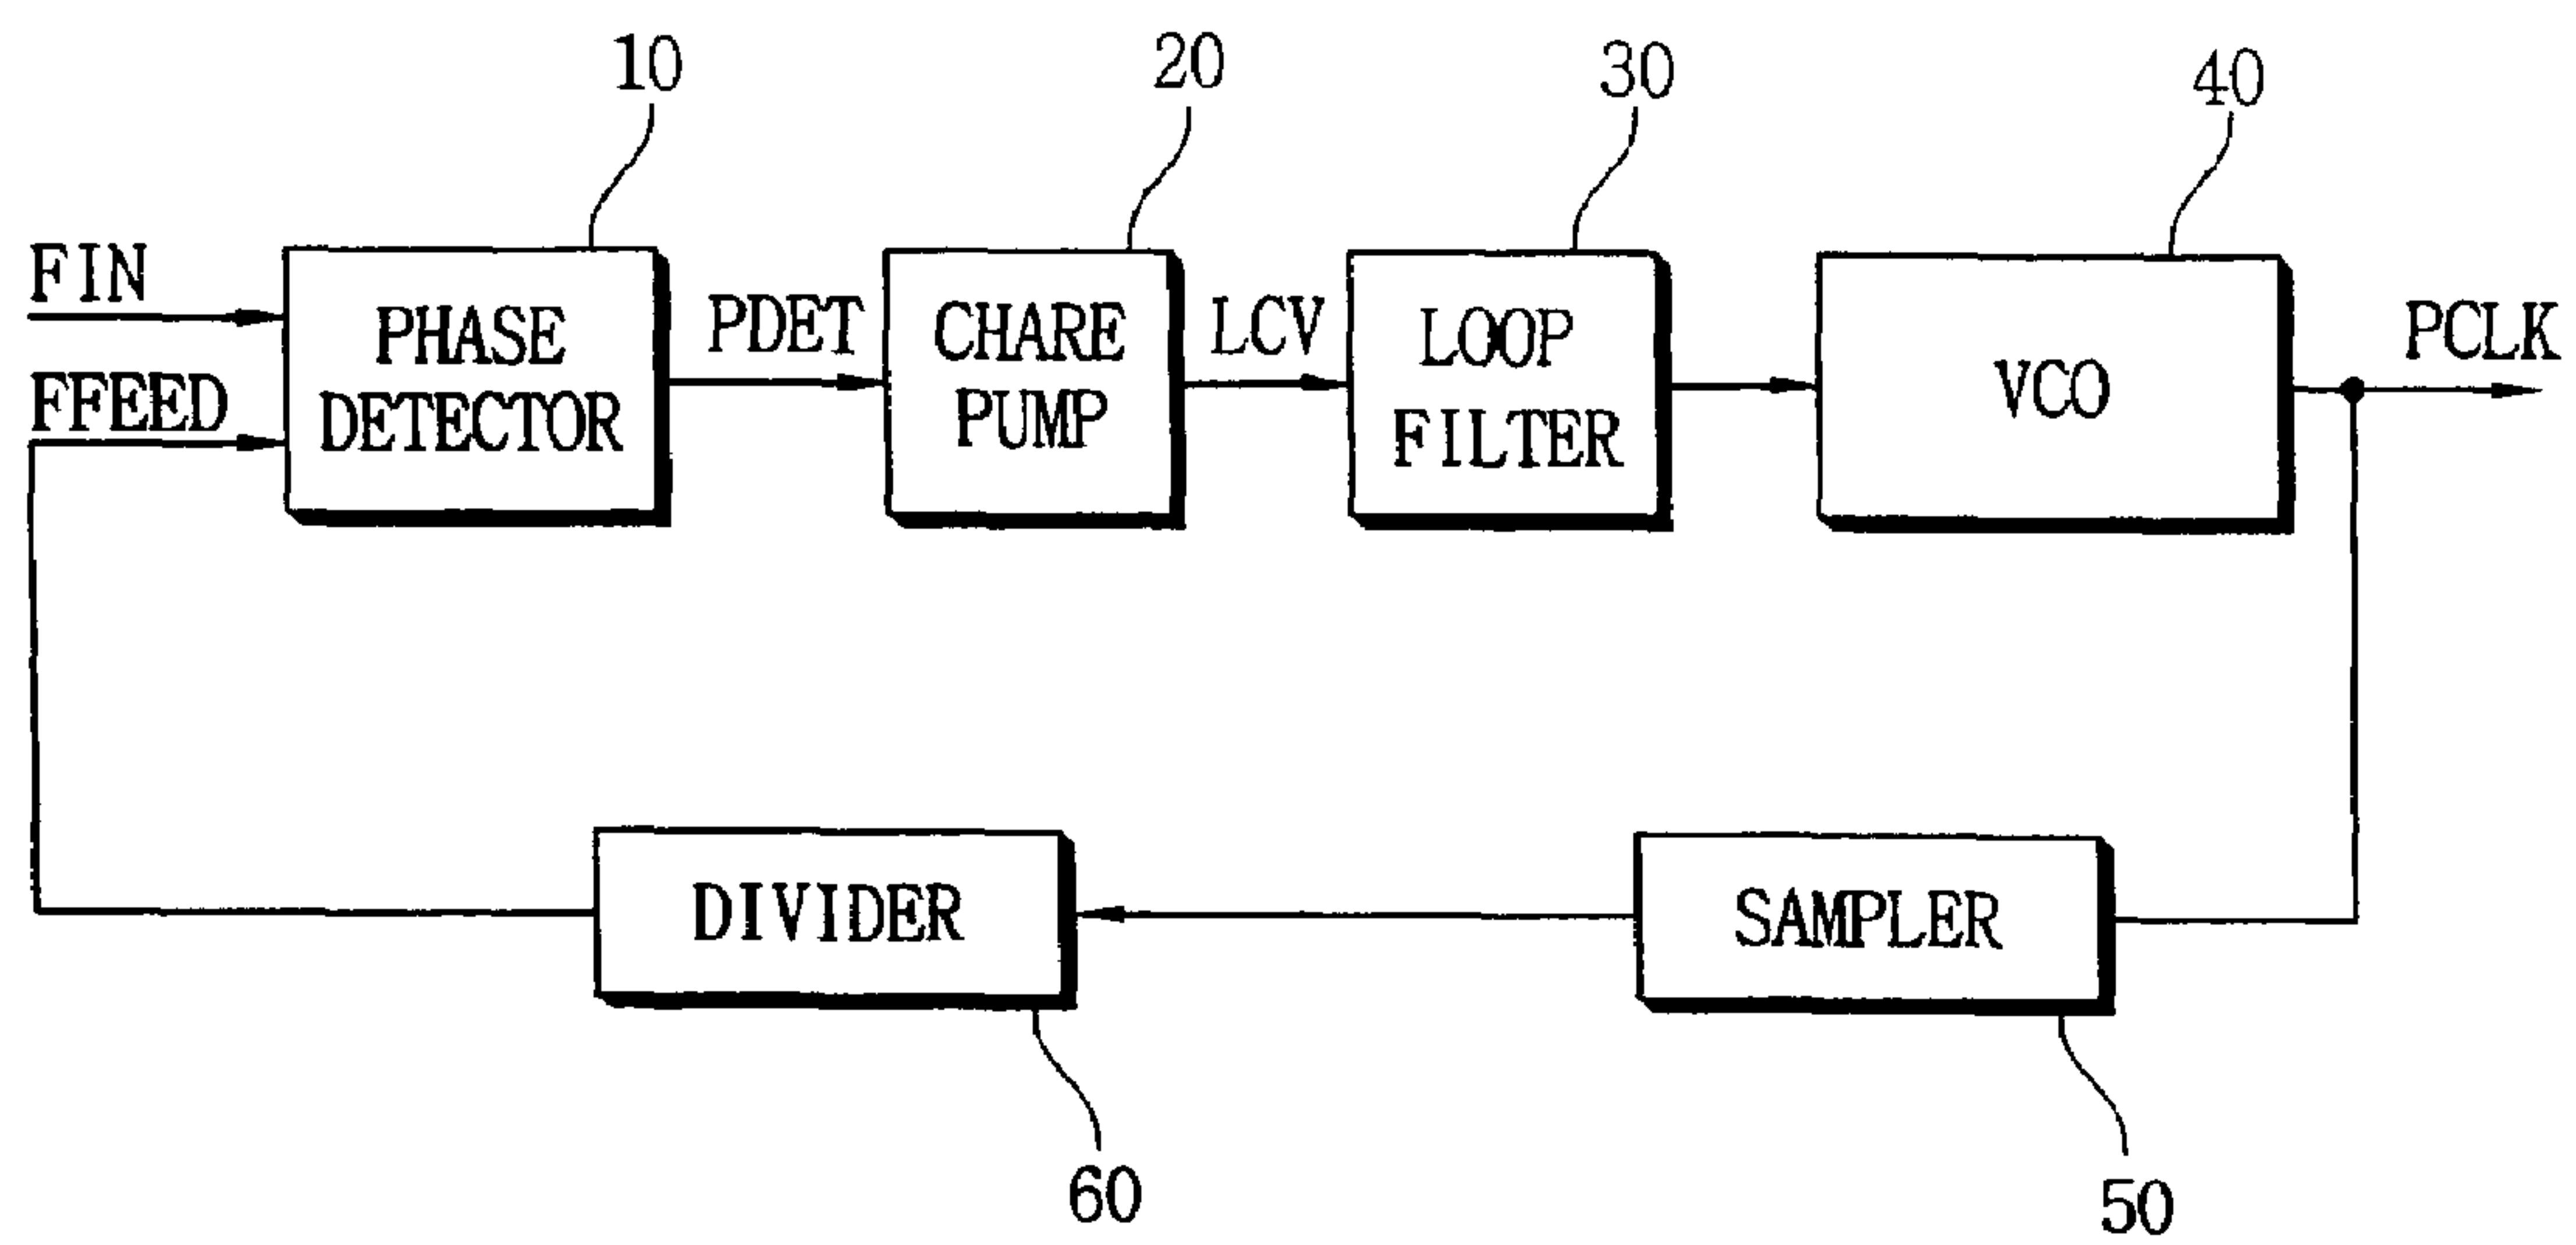 10
20
30
40
FIN
FFEED
PHASE
DETECTOR
PDET
CHARE
PUMP
LCV
LOOP
FILTER
VCO
PCLK
DIVIDER
SAMPLER
60
50